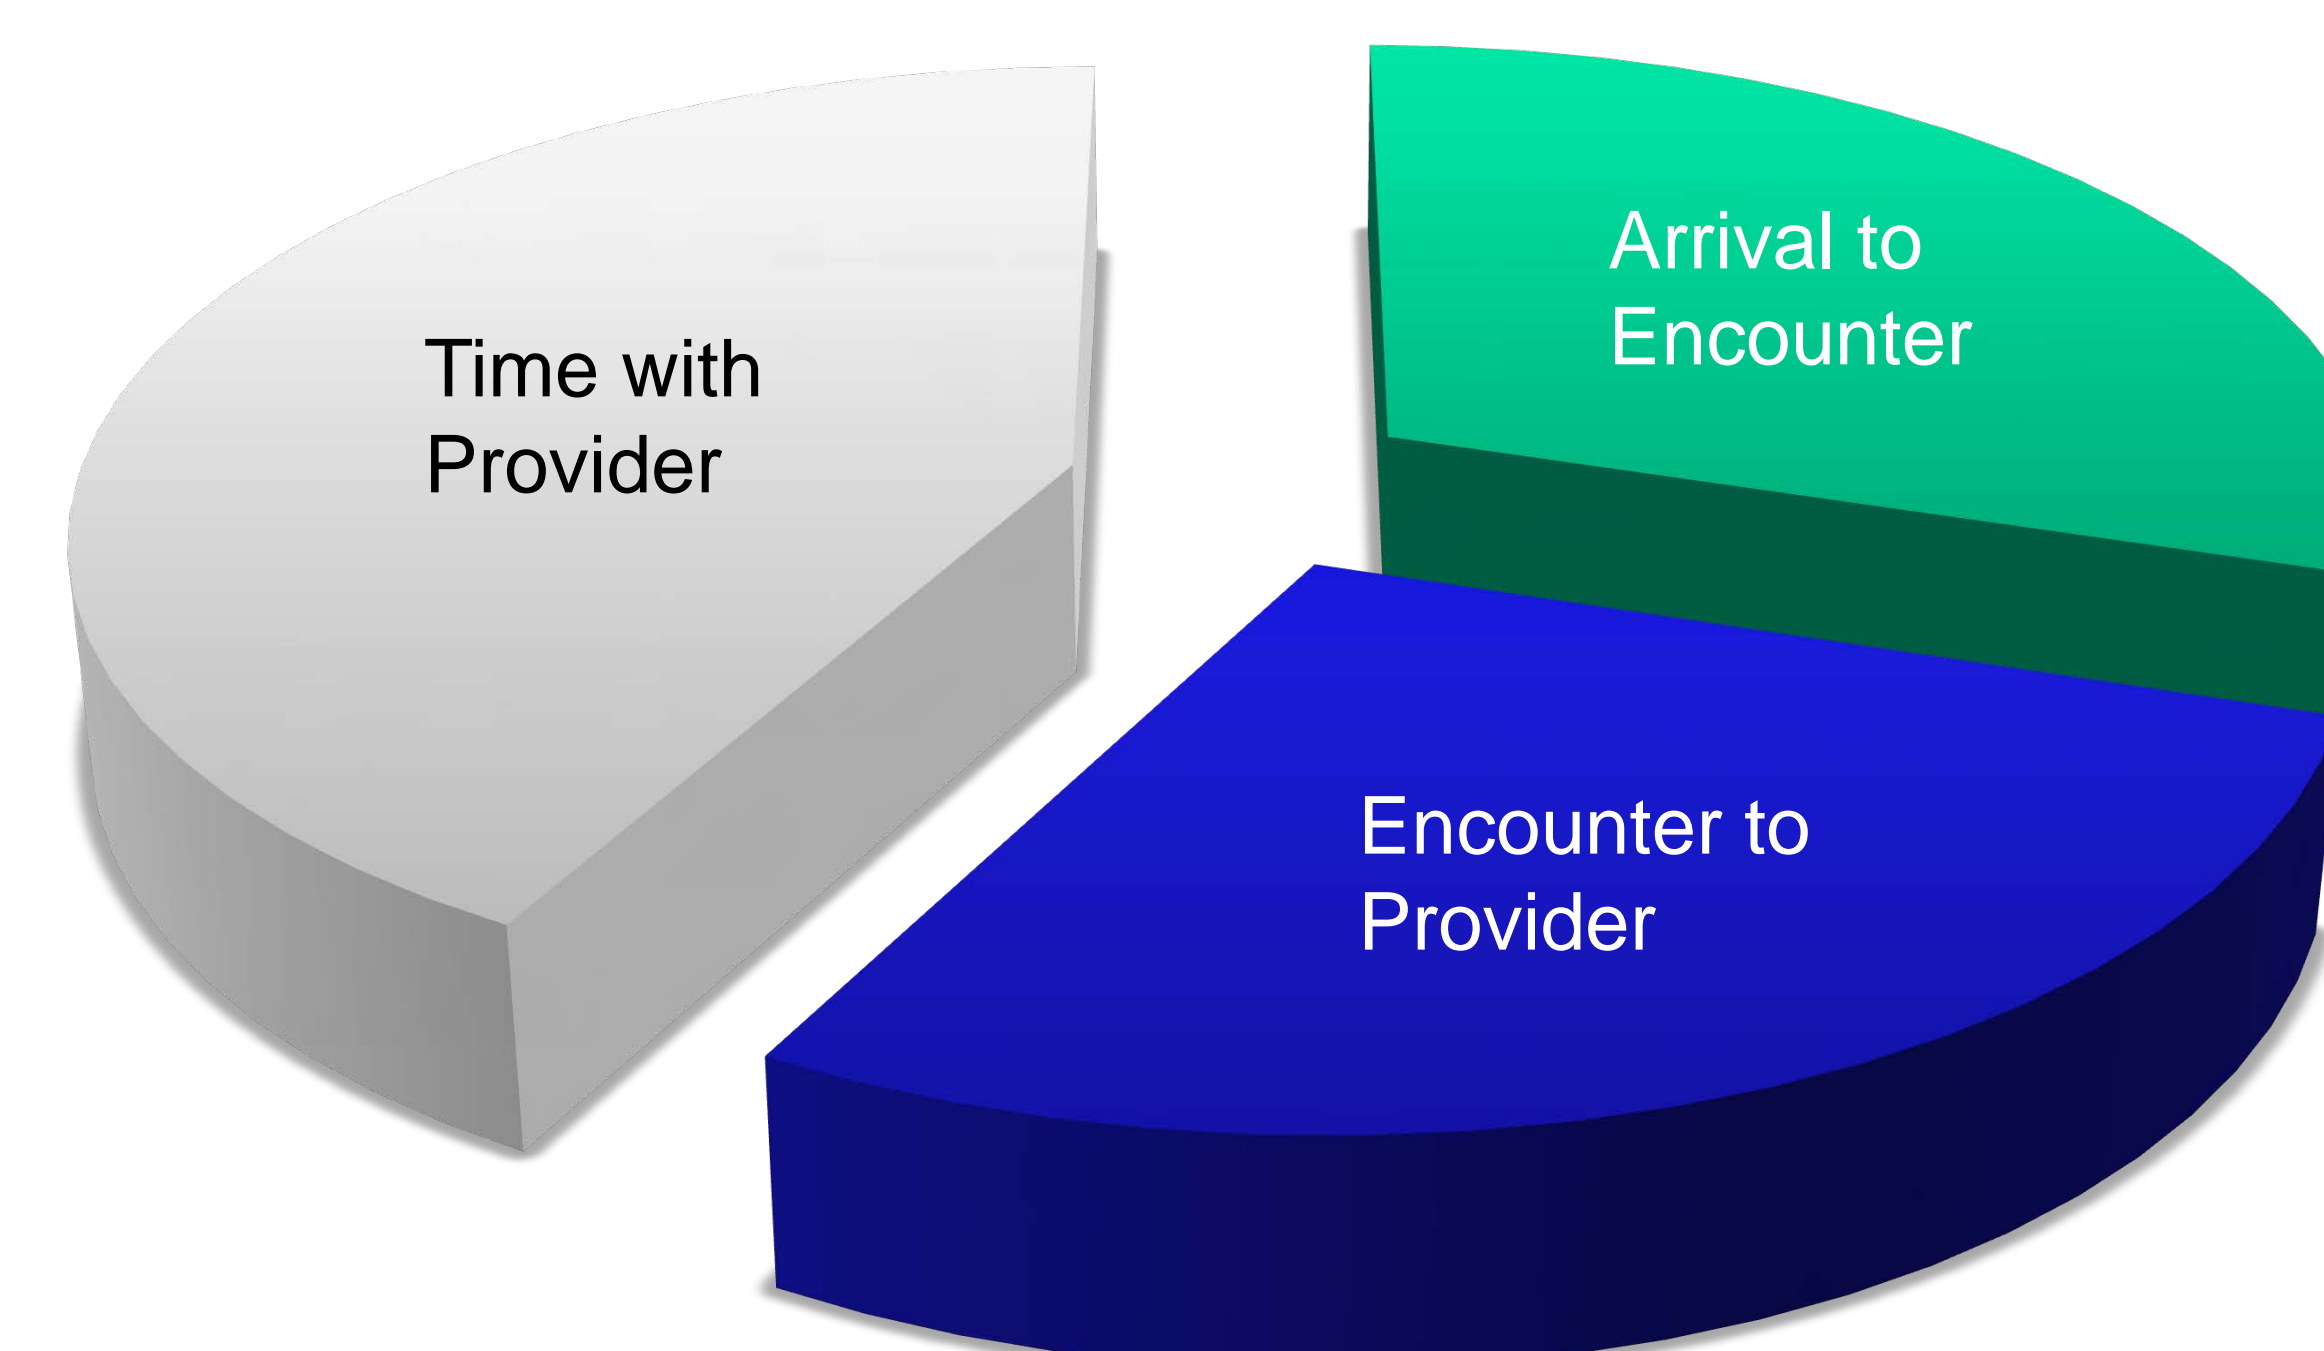 Time with
Provider
Arrival to
Encounter
Encounter to
Provider